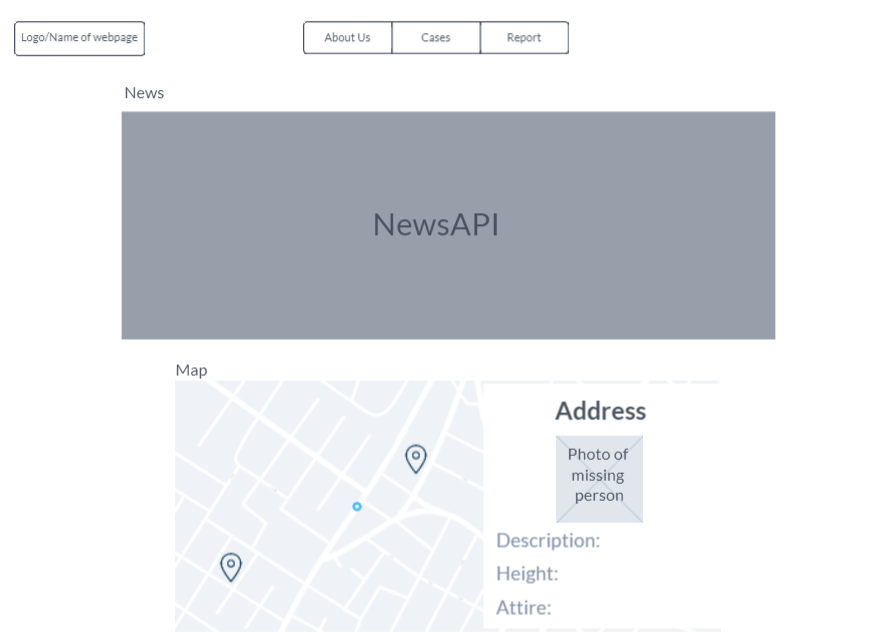 Logo/Name of webpage
About Us
Cases
Report
News
NewsAPI
Map
Address
Photo of
missing
person
Description:
Height:
Attire: